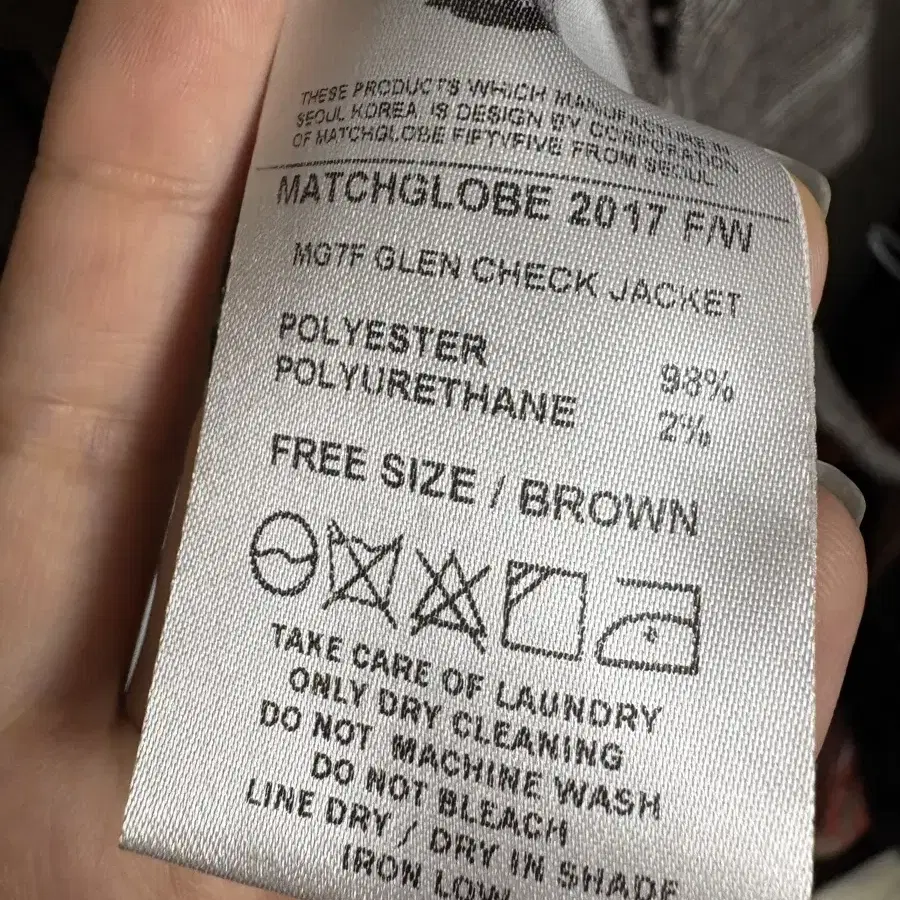 THESE PRODUCTS WHICH MANUFACTURE IN
SEOUL KOREA. IS DESIGN BY CORPORATION
OF MATCHGLOBE FIFTYFIVE FROM SEOUL
MATCHGLOBE 2017 F/W
MG7F GLEN CHECK JACKET
POLYESTER 98%
POLYURETHANE 2%
FREE SIZE / BROWN
TAKE CARE OF LAUNDRY
ONLY DRY CLEANING
DO NOT MACHINE WASH
DO NOT BLEACH
LINE DRY / DRY IN SHADE
IRON LOW